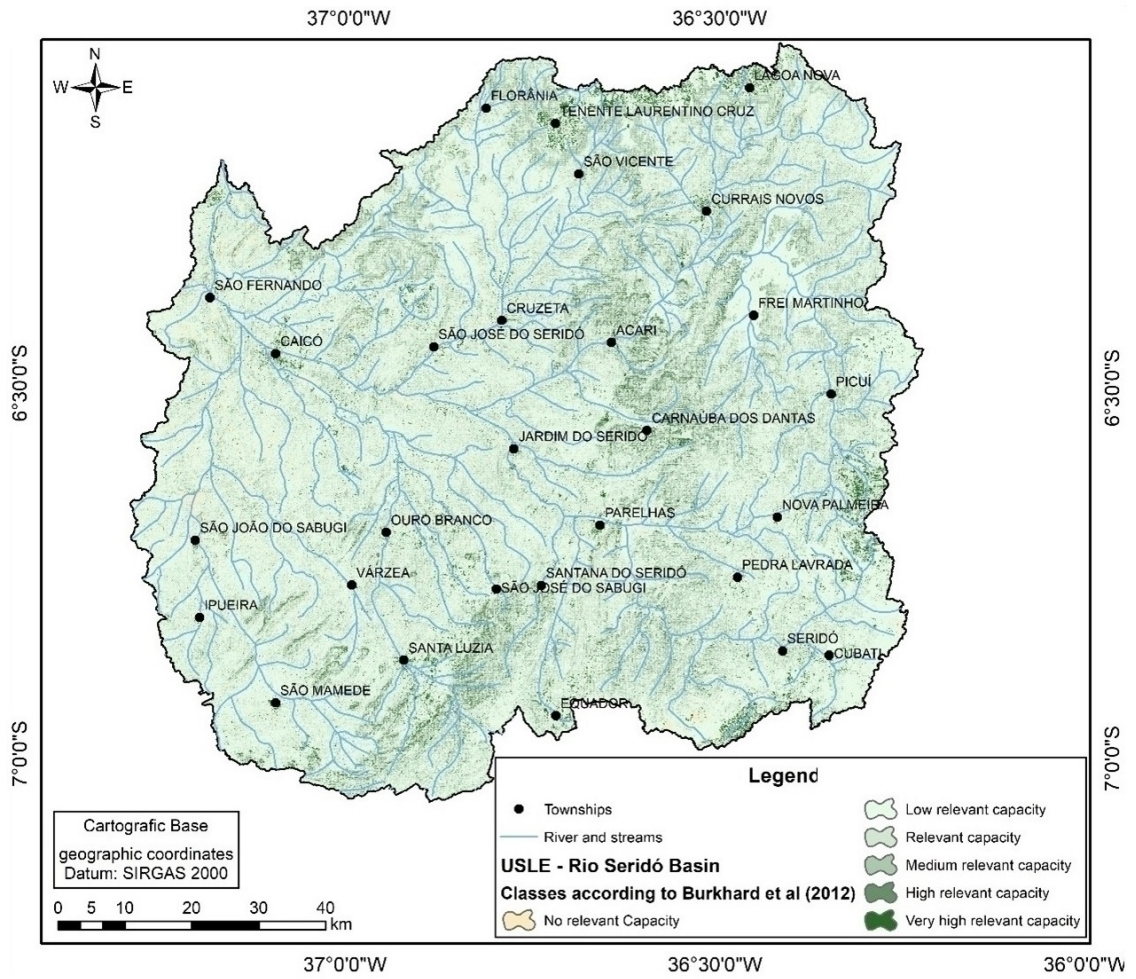 37°0'0"W
36°30'0"W
N
W
E
S
LAGOA NOVA
FLORÂNIA
TENENTE LAURENTINO CRUZ
SÃO VICENTE
CURRAIS NOVOS
SÃO FERNANDO
FREI MARTINHO
CRUZETA
SÃO JOSÉ DO SERIDÓ
ACARI
CAICÓ
6°30'0"S
6°30'0"S
PICUÍ
CARNAÚBA DOS DANTAS
JARDIM DO SERIDÓ
NOVA PALMEIRA
PARELHAS
OURO BRANCO
SÃO JOÃO DO SABUGI
PEDRA LAVRADA
VÁRZEA
SANTANA DO SERIDÓ
SÃO JOSÉ DO SABUGI
IPUEIRA
SERIDÓ
CUBATI
SANTA LUZIA
SÃO MAMEDE
EQUADOR
7°0'0"S
7°0'0"S
Legend
Townships
River and streams
USLE - Rio Seridó Basin
Classes according to Burkhard et al (2012)
No relevant Capacity
Low relevant capacity
Relevant capacity
Medium relevant capacity
High relevant capacity
Very high relevant capacity
Cartografic Base
geographic coordinates
Datum: SIRGAS 2000
0 5 10 20 30 40
km
37°0'0"W
36°30'0"W
36°0'0"W